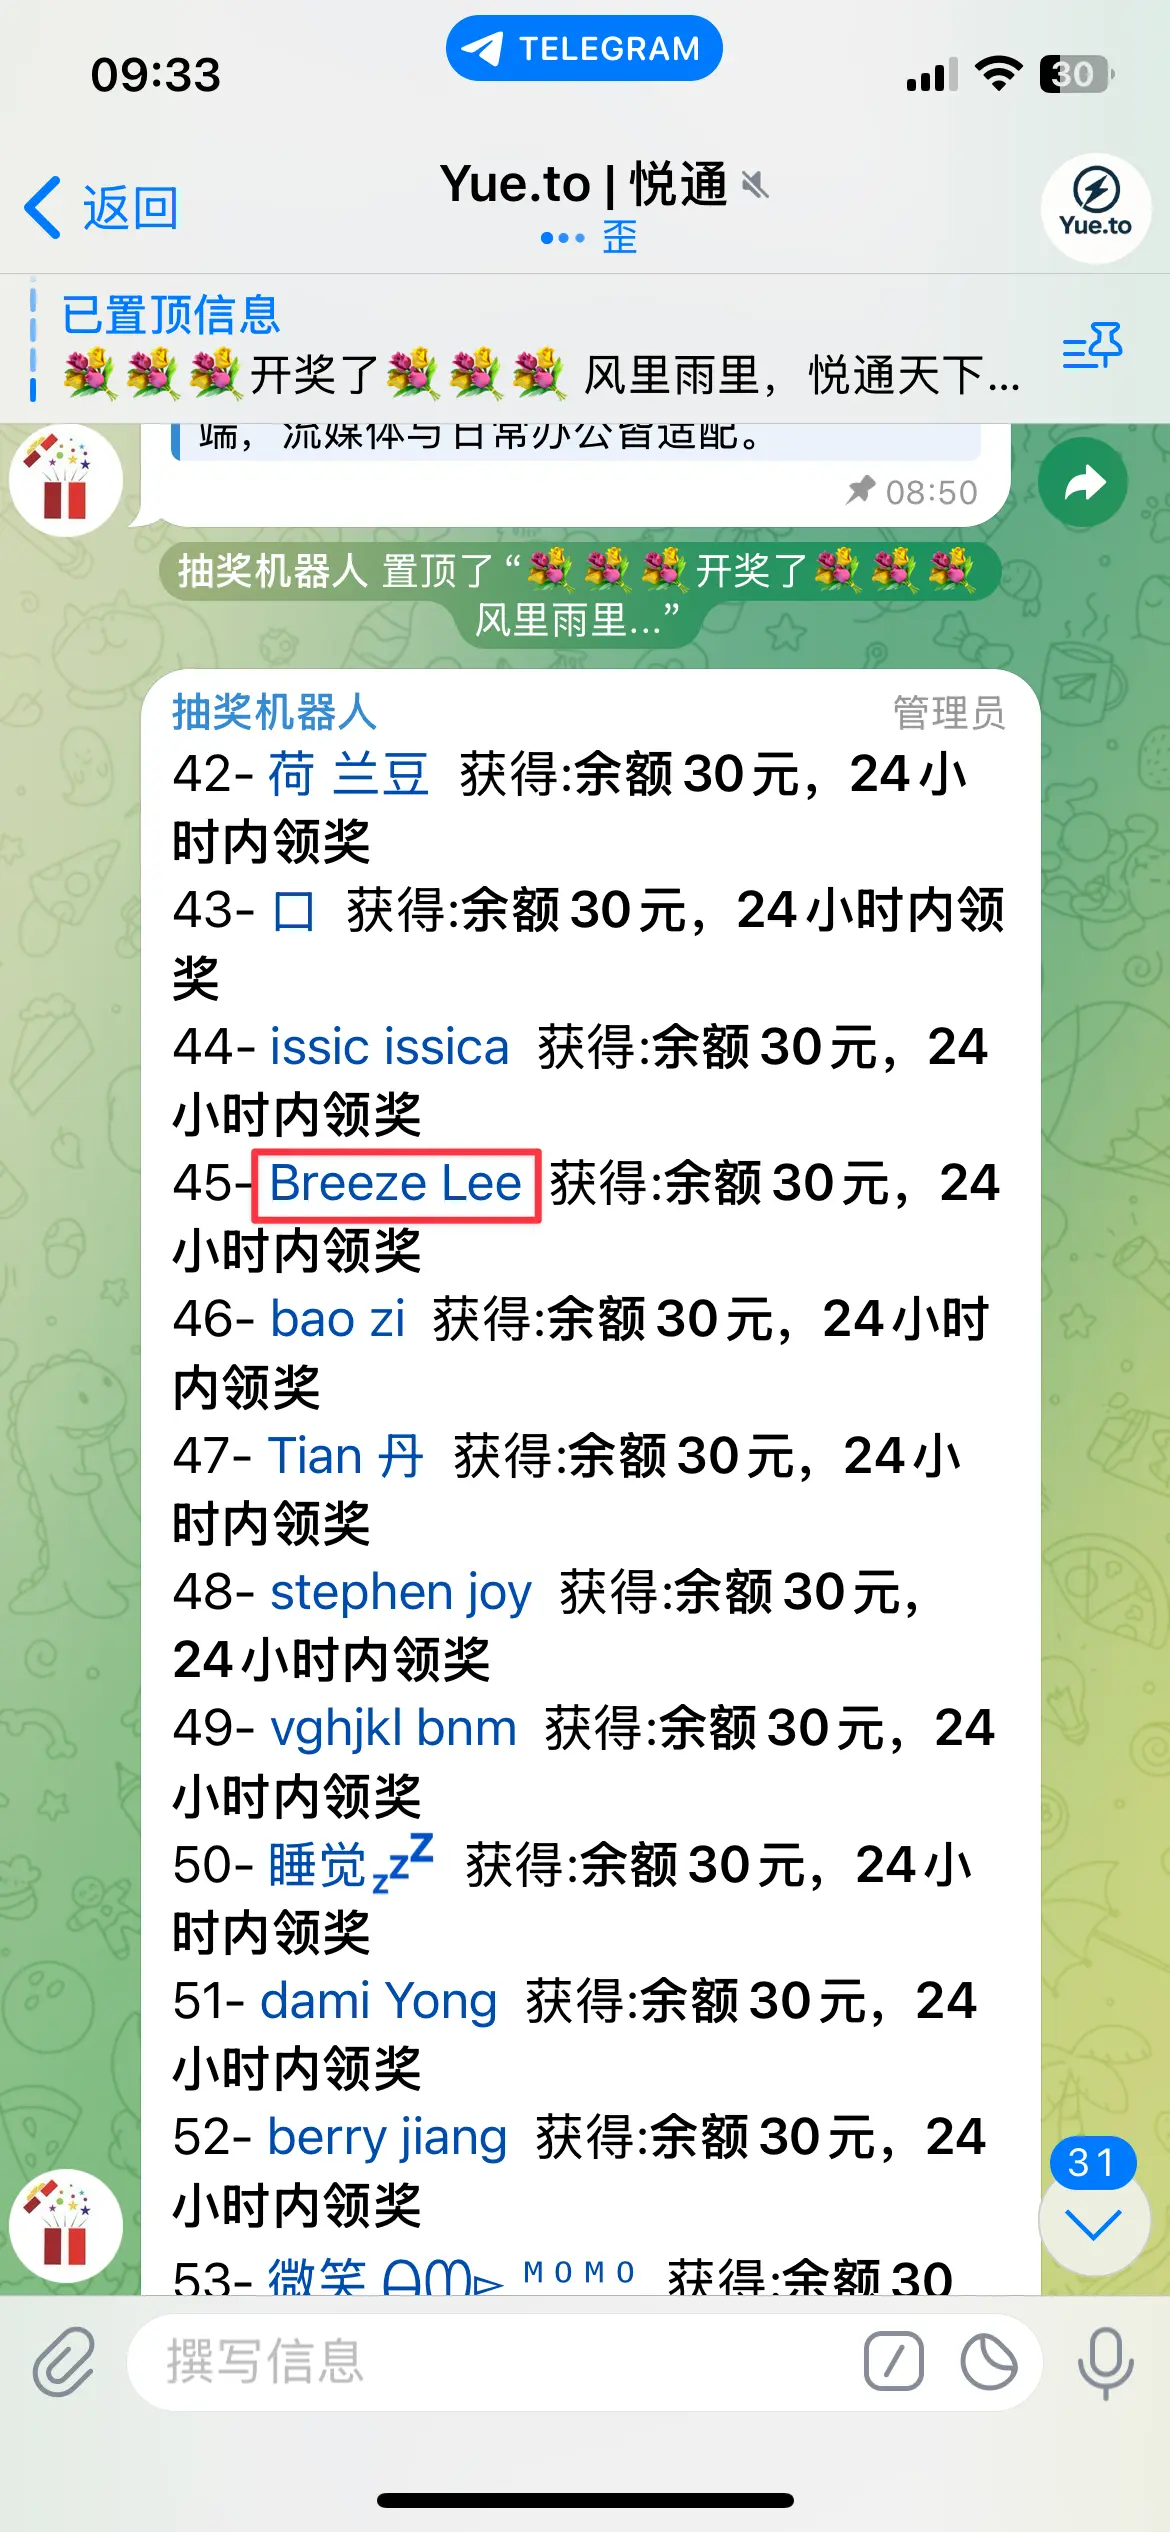 09:33
TELEGRAM
30
返回
Yue.to | 悦通
歪
Yue.to
已置顶信息
开奖了 风里雨里，悦通天下...
端，流媒体与日常办公皆适配。
08:50
抽奖机器人 置顶了“💐💐💐开奖了💐💐💐
风里雨里...”
抽奖机器人
管理员
42- 荷 兰豆 获得:余额30元，24小
时内领奖
43- 口 获得:余额30元，24小时内领
奖
44- issic issica 获得:余额30元，24
小时内领奖
45- Breeze Lee 获得:余额30元，24
小时内领奖
46- bao zi 获得:余额30元，24小时
内领奖
47- Tian 丹 获得:余额30元，24小
时内领奖
48- stephen joy 获得:余额30元，
24小时内领奖
49- vghjkl bnm 获得:余额30元，24
小时内领奖
50- 睡觉💤 获得:余额30元，24小
时内领奖
51- dami Yong 获得:余额30元，24
小时内领奖
52- berry jiang 获得:余额30元，24
小时内领奖
53- 微笑 ᴹᴼᴹᴼ 获得:余额30
31
撰写信息